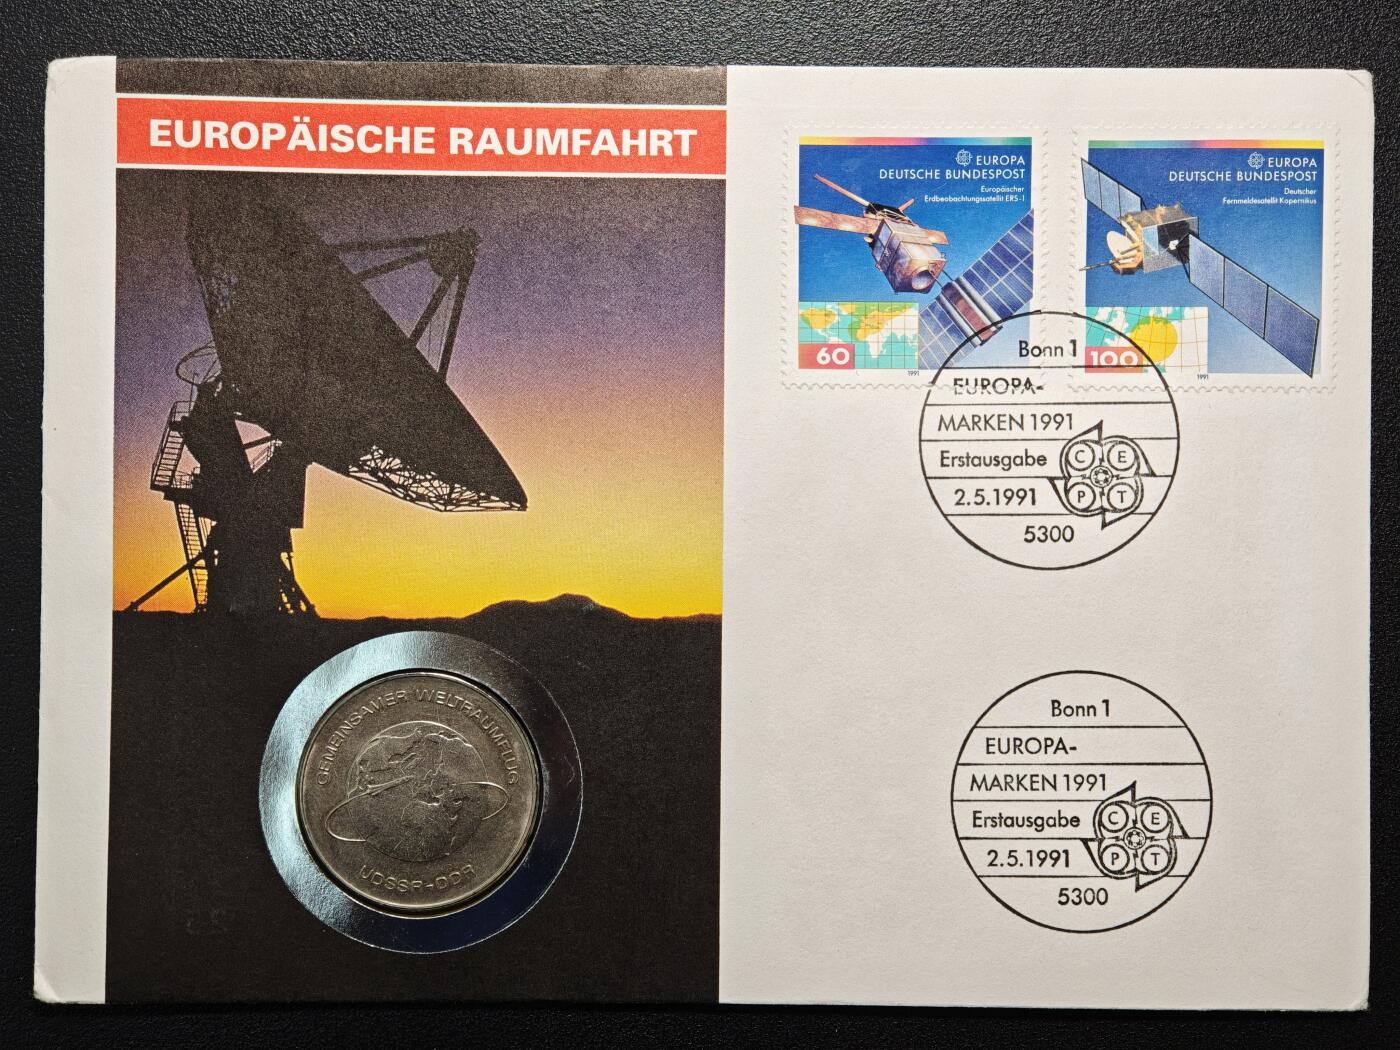 EUROPÄISCHE RAUMFAHRT
EUROPA
DEUTSCHE BUNDESPOST
Europäischer
Erdbeobachtungssatellit ERS-1
60
1991
EUROPA
DEUTSCHE BUNDESPOST
Deutscher
Fernmeldesatellit Kopernikus
100
1991
Bonn 1
EUROPA-
MARKEN 1991
Erstausgabe
2.5.1991
C E
P T
5300
GEMEINSAMER WELTRAUMFLUG
UDSSR-DDR
Bonn 1
EUROPA-
MARKEN 1991
Erstausgabe
2.5.1991
C E
P T
5300